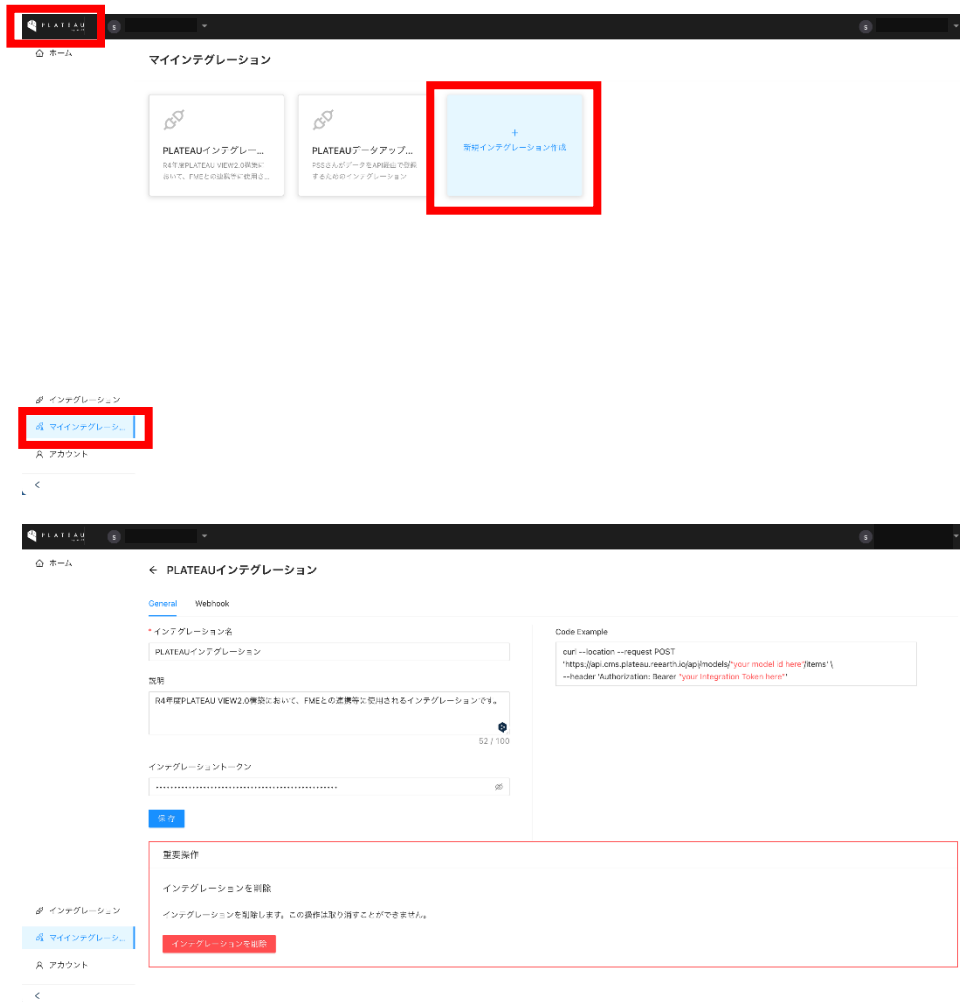 PLATEAU
S
S
ホーム
マイインテグレーション
PLATEAUインテグレー...
R4年度PLATEAU VIEW2.0構築に
おいて、FMEとの連携等に使用さ...
PLATEAUデータアップ...
PSSさんがデータをAPI経由で登録
するためのインテグレーション
+
新規インテグレーション作成
インテグレーション
マイインテグレーシ...
アカウント
<
PLATEAU
S
S
ホーム
← PLATEAUインテグレーション
General Webhook
* インテグレーション名
PLATEAUインテグレーション
説明
R4年度PLATEAU VIEW2.0構築において、FMEとの連携等に使用されるインテグレーションです。
52 / 100
インテグレーショントークン
保存
Code Example
curl --location --request POST
'https://api.cms.plateau.reearth.io/api/models/"your model id here"/items' \
--header 'Authorization: Bearer "your Integration Token here"'
重要操作
インテグレーションを削除
インテグレーションを削除します。この操作は取り消すことができません。
インテグレーションを削除
インテグレーション
マイインテグレーシ...
アカウント
<